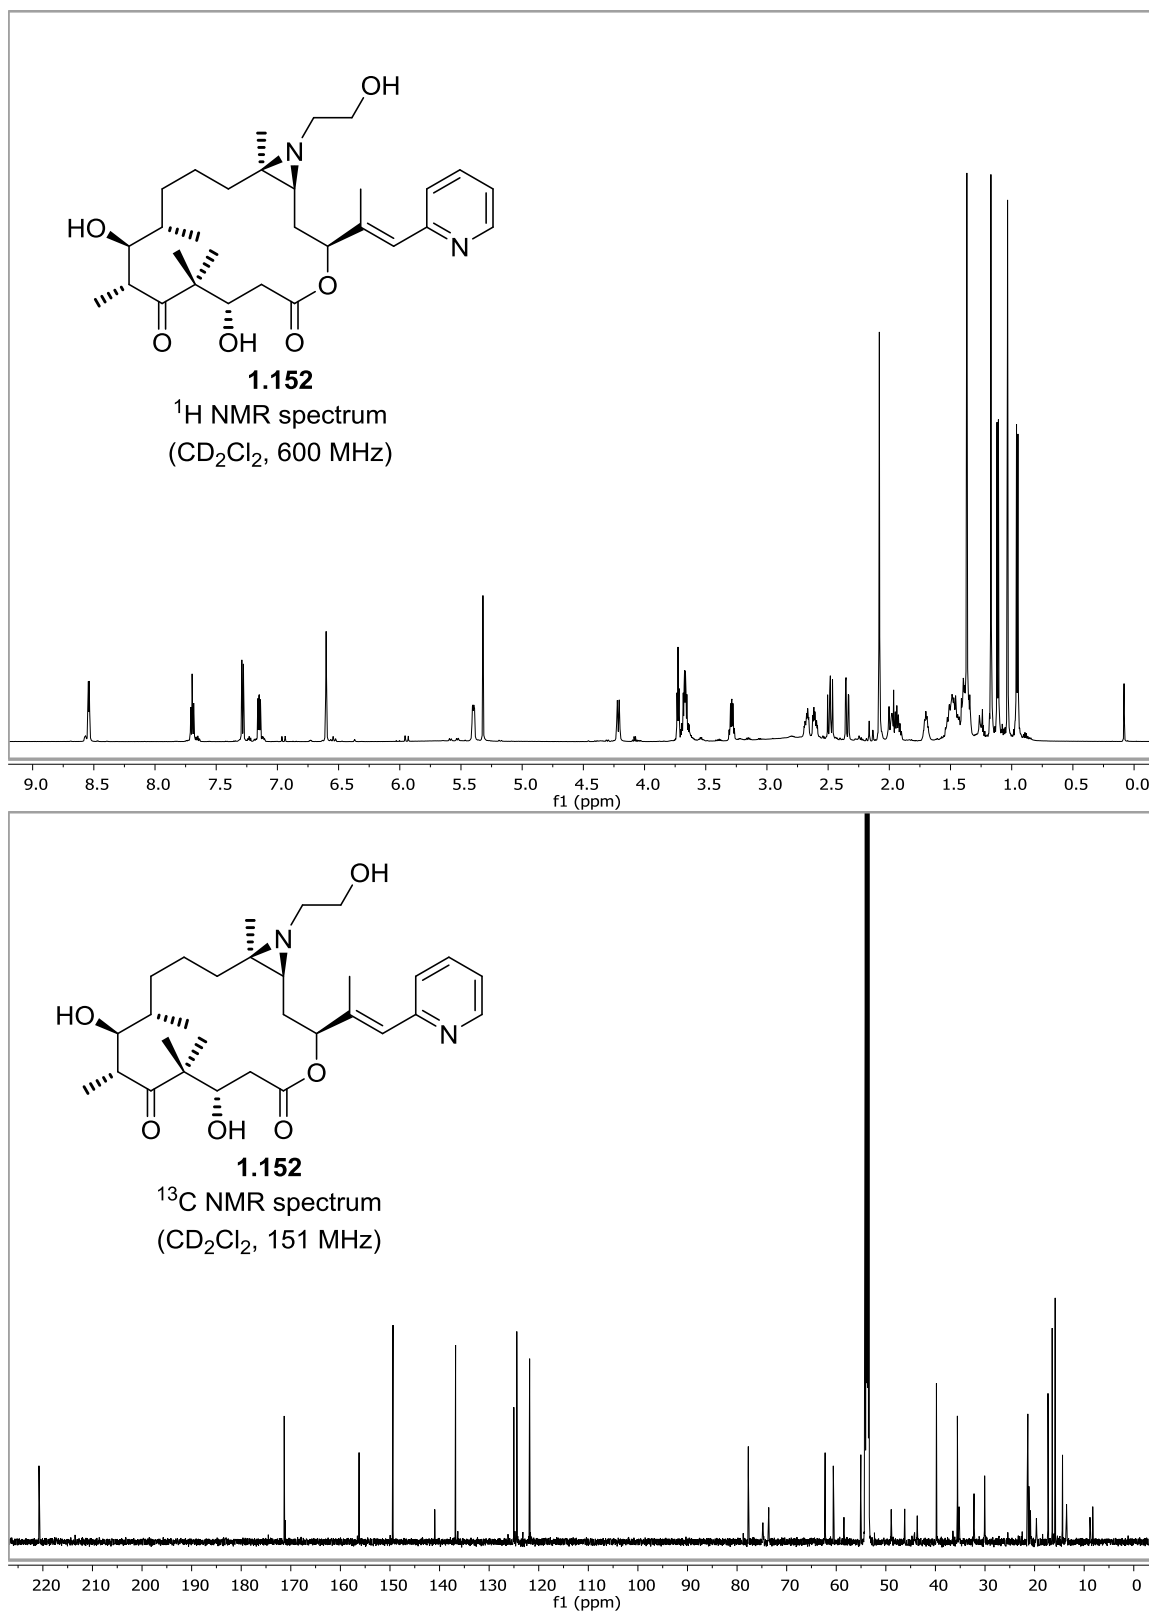 OH
N
HO
N
O
O
OH
O
1.152
¹H NMR spectrum
(CD₂Cl₂, 600 MHz)
9.0 8.5 8.0 7.5 7.0 6.5 6.0 5.5 5.0 4.5 4.0 3.5 3.0 2.5 2.0 1.5 1.0 0.5 0.0
f1 (ppm)
OH
N
HO
N
O
O
OH
O
1.152
¹³C NMR spectrum
(CD₂Cl₂, 151 MHz)
220 210 200 190 180 170 160 150 140 130 120 110 100 90 80 70 60 50 40 30 20 10 0
f1 (ppm)